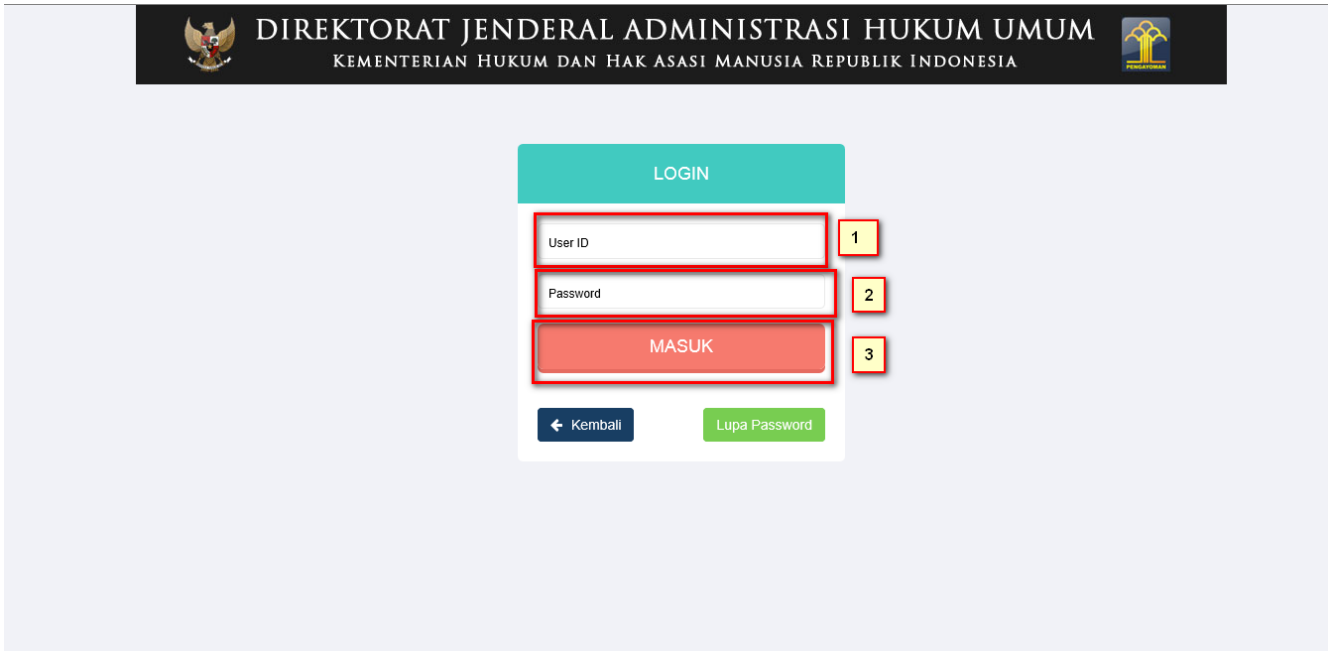 DIREKTORAT JENDERAL ADMINISTRASI HUKUM UMUM
KEMENTERIAN HUKUM DAN HAK ASASI MANUSIA REPUBLIK INDONESIA
PENGAYOMAN
LOGIN
User ID
1
Password
2
MASUK
3
Kembali
Lupa Password